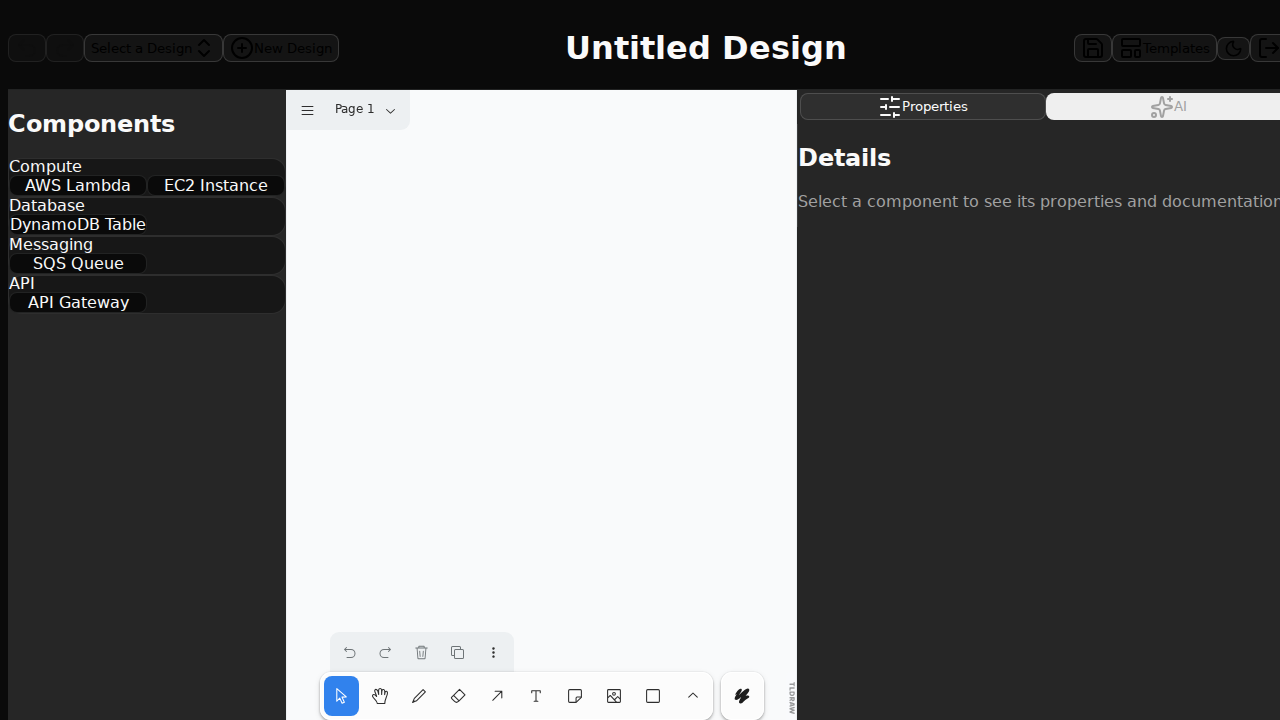 Select a Design
New Design
Untitled Design
Templates
Components
Compute
AWS Lambda
EC2 Instance
Database
DynamoDB Table
Messaging
SQS Queue
API
API Gateway
Page 1
Properties
AI
Details
Select a component to see its properties and documentation
TLDRAW